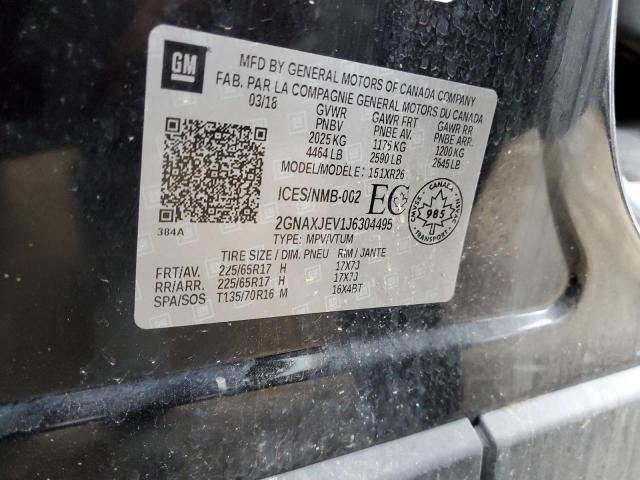 GM
MFD BY GENERAL MOTORS OF CANADA COMPANY
FAB. PAR LA COMPAGNIE GENERAL MOTORS DU CANADA
03/18 GVWR GAWR FRT GAWR RR
PNBV PNBE AV. PNBE ARR.
2025 KG 1175 KG 1200 KG
4464 LB 2590 LB 2645 LB
MODEL/MODÈLE: 151XR26
ICES/NMB-002 EG
CANADA
985
384A 2GNAXJEV1J6304495
TYPE: MPV/VTUM
TIRE SIZE / DIM. PNEU RIM / JANTE
FRT/AV. 225/65R17 H 17X7J
RR/ARR. 225/65R17 H 17X7J
SPA/SOS T135/70R16 M 16X4BT